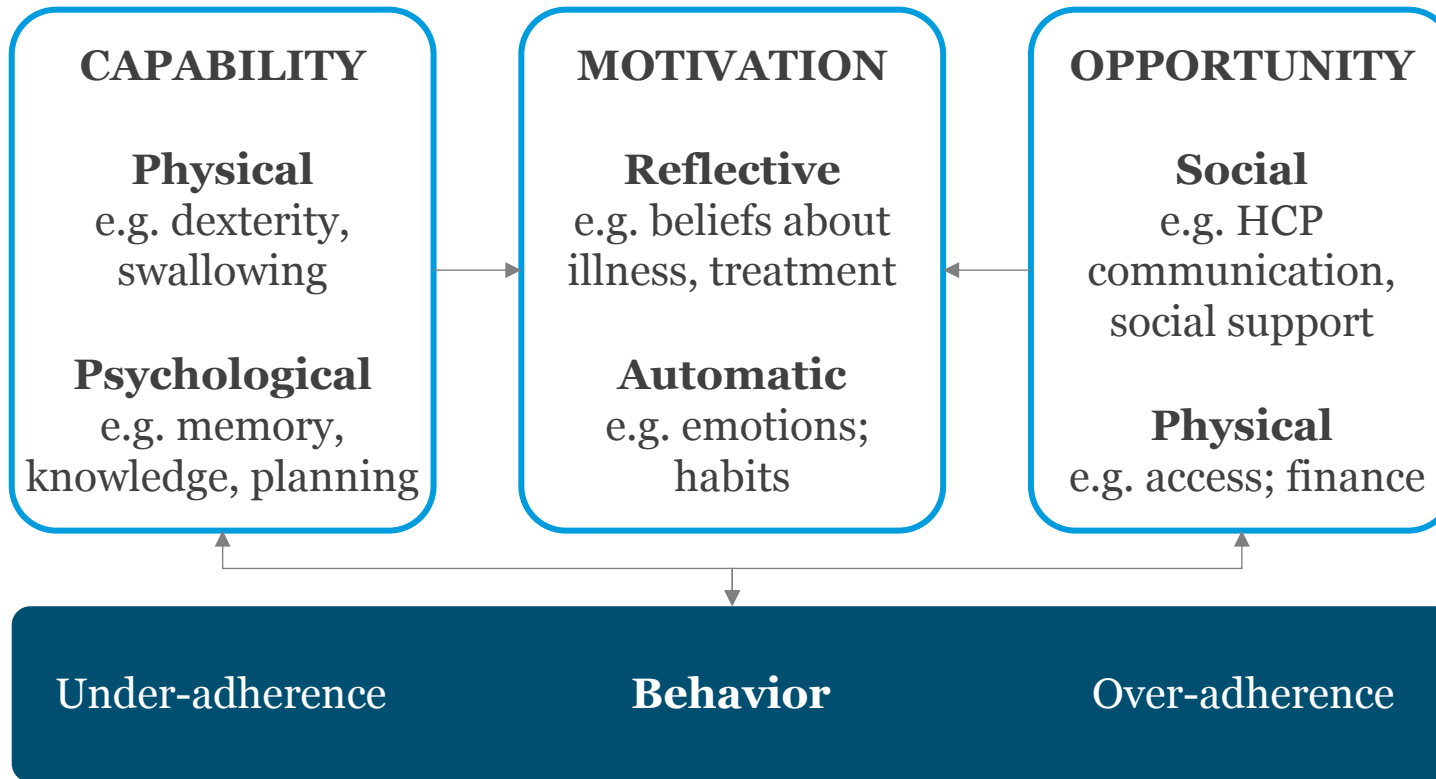 CAPABILITY
Physical
e.g. dexterity,
swallowing
Psychological
e.g. memory,
knowledge, planning
MOTIVATION
Reflective
e.g. beliefs about
illness, treatment
Automatic
e.g. emotions;
habits
OPPORTUNITY
Social
e.g. HCP
communication,
social support
Physical
e.g. access; finance
Under-adherence
Behavior
Over-adherence